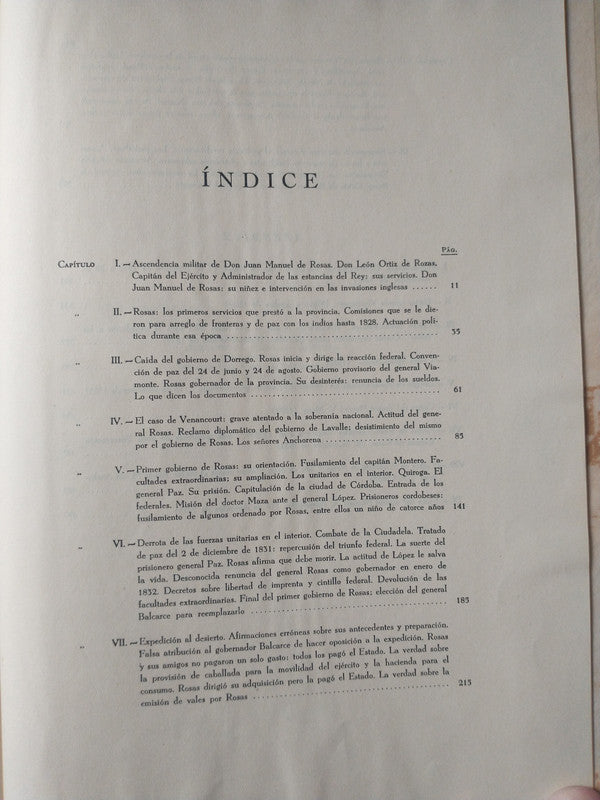 ÍNDICE
Pág.
CAPÍTULO I. — Ascendencia militar de Don Juan Manuel de Rosas. Don León Ortiz de Rozas,
Capitán del Ejército y Administrador de las estancias del Rey; sus servicios. Don
Juan Manuel de Rosas: su niñez e intervención en las invasiones inglesas ...... 11
„ II. — Rosas: los primeros servicios que prestó a la provincia. Comisiones que se le die-
ron para arreglo de fronteras y de paz con los indios hasta 1828. Actuación polí-
tica durante esa época ........ 35
„ III. — Caída del gobierno de Dorrego. Rosas inicia y dirige la reacción federal. Conven-
ción de paz del 24 de junio y 24 de agosto. Gobierno provisorio del general Via-
monte. Rosas gobernador de la provincia. Su desinterés: renuncia de los sueldos.
Lo que dicen los documentos ........ 61
„ IV. — El caso de Venancourt: grave atentado a la soberanía nacional. Actitud del gene-
ral Rosas. Reclamo diplomático del gobierno de Lavalle; desistimiento del mismo
por el gobierno de Rosas. Los señores Anchorena ........ 85
„ V. — Primer gobierno de Rosas: su orientación. Fusilamiento del capitán Montero. Fa-
cultades extraordinarias; su ampliación. Los unitarios en el interior. Quiroga. El
general Paz. Su prisión. Capitulación de la ciudad de Córdoba. Entrada de los
federales. Misión del doctor Maza ante el general López. Prisioneros cordobeses:
fusilamiento de algunos ordenado por Rosas, entre ellos un niño de catorce años 141
„ VI. — Derrota de las fuerzas unitarias en el interior. Combate de la Ciudadela. Tratado
de paz del 2 de diciembre de 1831: repercusión del triunfo federal. La suerte del
prisionero general Paz. Rosas afirma que debe morir. La actitud de López le salva
la vida. Desconocida renuncia del general Rosas como gobernador en enero de
1832. Decretos sobre libertad de imprenta y cintillo federal. Devolución de las
facultades extraordinarias. Final del primer gobierno de Rosas; elección del general
Balcarce para reemplazarlo ........ 183
„ VII. — Expedición al desierto. Afirmaciones erróneas sobre sus antecedentes y preparación.
Falsa atribución al gobernador Balcarce de hacer oposición a la expedición. Rosas
y sus amigos no pagaron un solo gasto: todos los pagó el Estado. La verdad sobre
la provisión de caballada para la movilidad del ejército y la hacienda para el
consumo. Rosas dirigió su adquisición pero la pagó el Estado. La verdad sobre la
emisión de vales por Rosas ........ 213